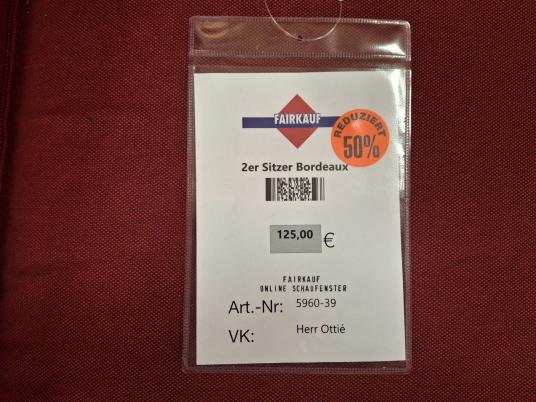 FAIRKAUF
REDUZIERT
50%
2er Sitzer Bordeaux
125,00 €
FAIRKAUF
ONLINE SCHAUFENSTER
Art.-Nr: 5960-39
VK: Herr Ottié